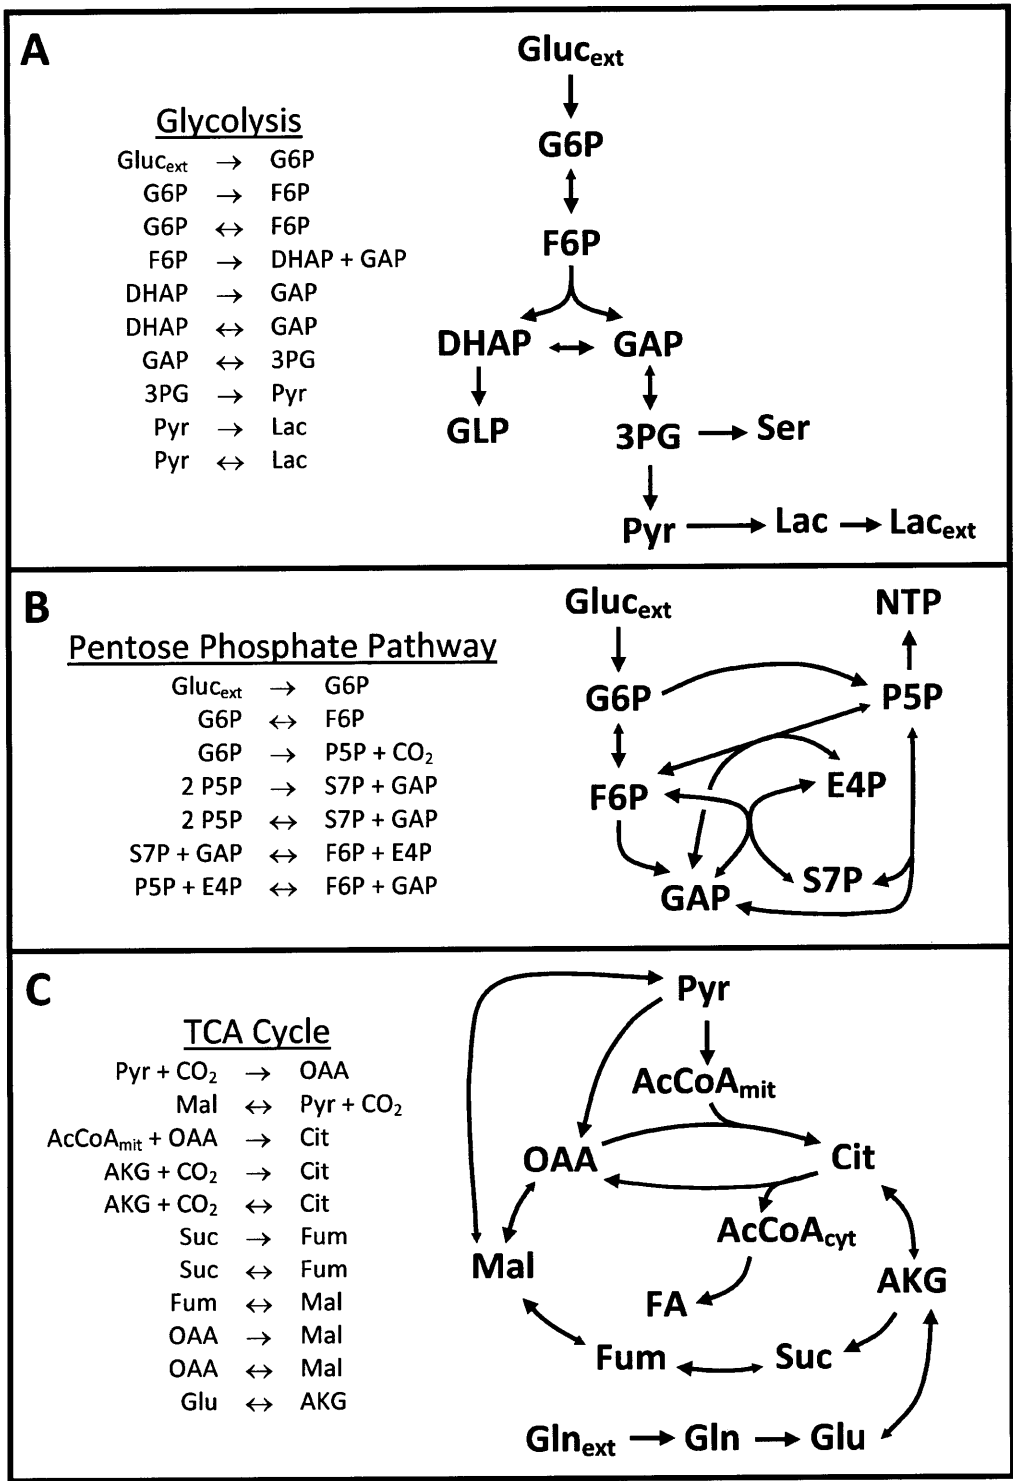 A
Glycolysis
Gluc_ext → G6P
G6P → F6P
G6P ↔ F6P
F6P → DHAP + GAP
DHAP → GAP
DHAP ↔ GAP
GAP ↔ 3PG
3PG → Pyr
Pyr → Lac
Pyr ↔ Lac
Gluc_ext
G6P
F6P
DHAP GAP
GLP 3PG Ser
Pyr Lac Lac_ext
B
Pentose Phosphate Pathway
Gluc_ext → G6P
G6P ↔ F6P
G6P → P5P + CO₂
2 P5P → S7P + GAP
2 P5P ↔ S7P + GAP
S7P + GAP ↔ F6P + E4P
P5P + E4P ↔ F6P + GAP
Gluc_ext NTP
G6P P5P
F6P E4P
GAP S7P
C
TCA Cycle
Pyr + CO₂ → OAA
Mal ↔ Pyr + CO₂
AcCoA_mit + OAA → Cit
AKG + CO₂ → Cit
AKG + CO₂ ↔ Cit
Suc → Fum
Suc ↔ Fum
Fum ↔ Mal
OAA → Mal
OAA ↔ Mal
Glu ↔ AKG
Pyr
AcCoA_mit
OAA Cit
AcCoA_cyt
Mal AKG
FA
Fum Suc
Gln_ext Gln Glu